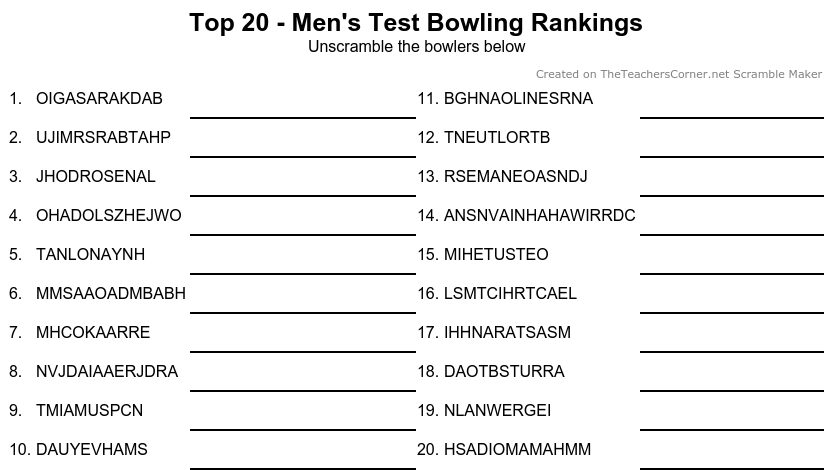 Top 20 - Men's Test Bowling Rankings
Unscramble the bowlers below
Created on TheTeachersCorner.net Scramble Maker
1. OIGASARAKDAB
2. UJIMRSRABTAHP
3. JHODROSENAL
4. OHADOLSZHEJWO
5. TANLONAYNH
6. MMSAAOADMBABH
7. MHCOKAARRE
8. NVJDAIAAERJDRA
9. TMIAMUSPCN
10. DAUYEVHAMS
11. BGHNAOLINESRNA
12. TNEUTLORTB
13. RSEMANEOASNDJ
14. ANSNVAINHAHAWIRRDC
15. MIHETUSTEO
16. LSMTCIHRTCAEL
17. IHHNARATSASM
18. DAOTBSTURRA
19. NLANWERGEI
20. HSADIOMAMAHMM